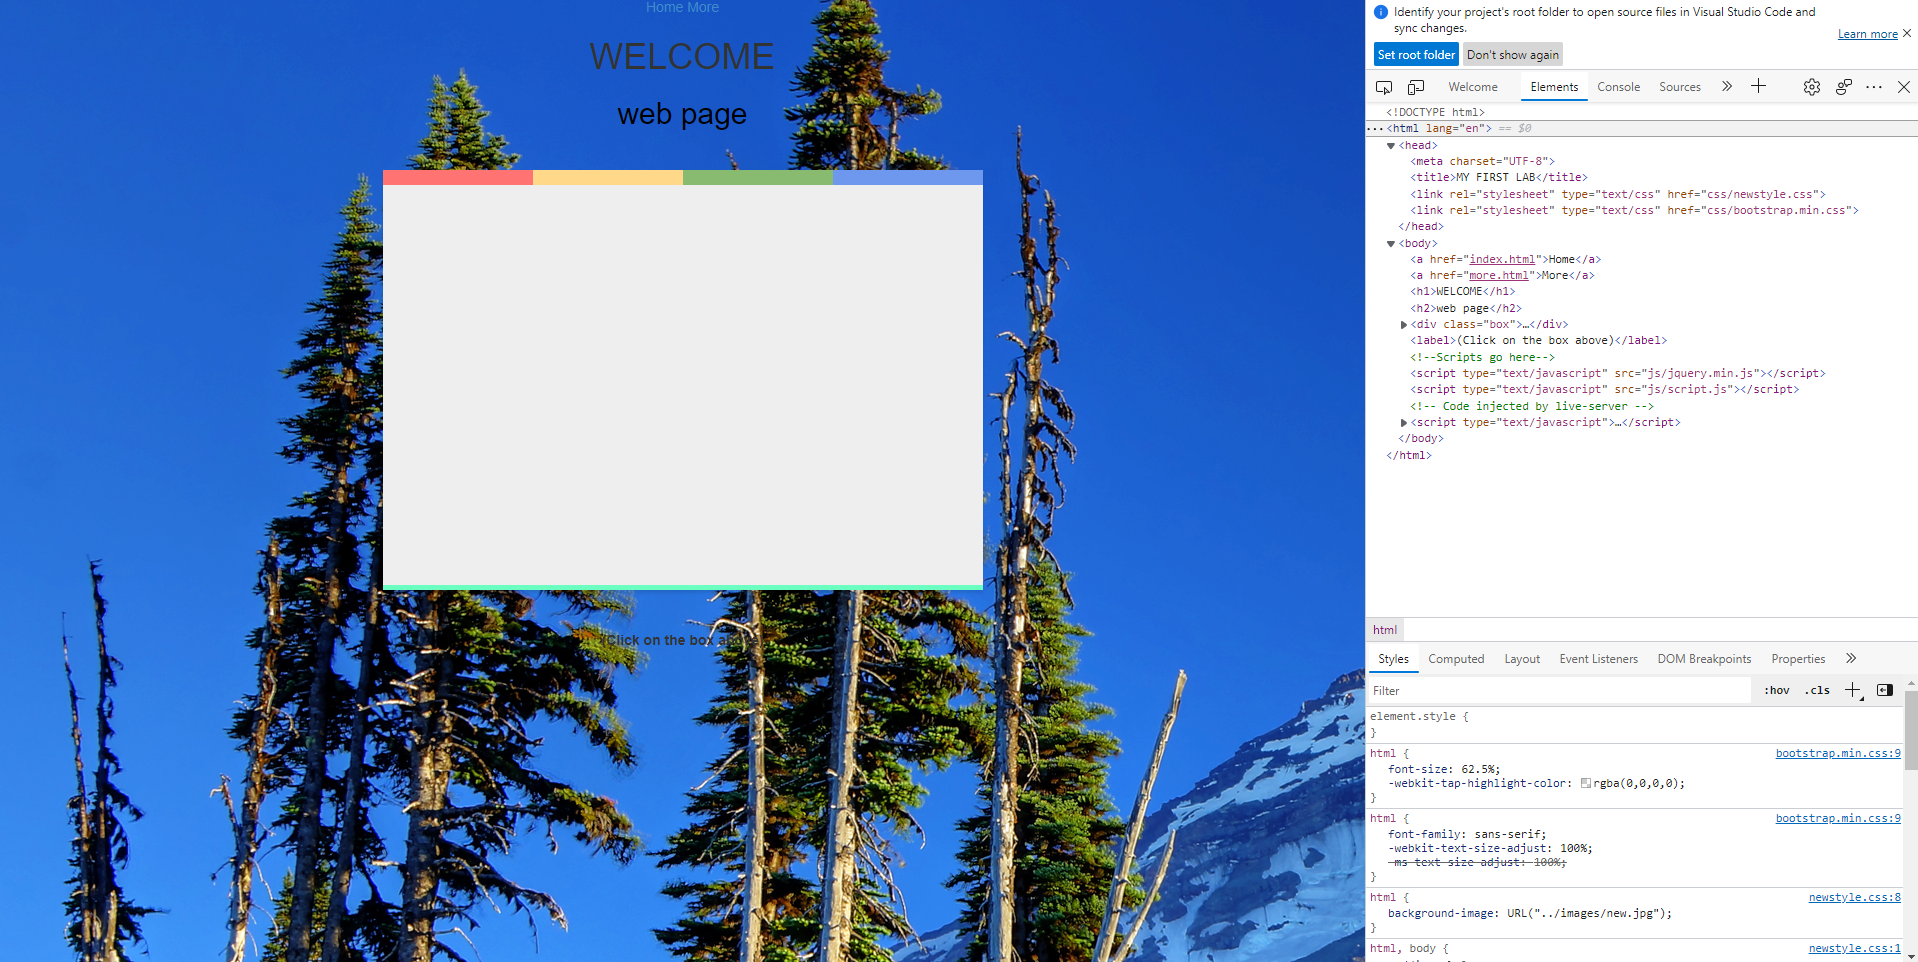 Home More
WELCOME
web page
(Click on the box above)
Identify your project's root folder to open source files in Visual Studio Code and
sync changes.
Learn more
Set root folder Don't show again
Welcome Elements Console Sources
<!DOCTYPE html>
<html lang="en"> == $0
<head>
<meta charset="UTF-8">
<title>MY FIRST LAB</title>
<link rel="stylesheet" type="text/css" href="css/newstyle.css">
<link rel="stylesheet" type="text/css" href="css/bootstrap.min.css">
</head>
<body>
<a href="index.html">Home</a>
<a href="more.html">More</a>
<h1>WELCOME</h1>
<h2>web page</h2>
<div class="box">…</div>
<label>(Click on the box above)</label>
<!--Scripts go here-->
<script type="text/javascript" src="js/jquery.min.js"></script>
<script type="text/javascript" src="js/script.js"></script>
<!-- Code injected by live-server -->
<script type="text/javascript">…</script>
</body>
</html>
html
Styles Computed Layout Event Listeners DOM Breakpoints Properties
Filter :hov .cls
element.style {
}
html { bootstrap.min.css:9
font-size: 62.5%;
-webkit-tap-highlight-color: rgba(0,0,0,0);
}
html { bootstrap.min.css:9
font-family: sans-serif;
-webkit-text-size-adjust: 100%;
-ms-text-size-adjust: 100%;
}
html { newstyle.css:8
background-image: URL("../images/new.jpg");
}
html, body { newstyle.css:1